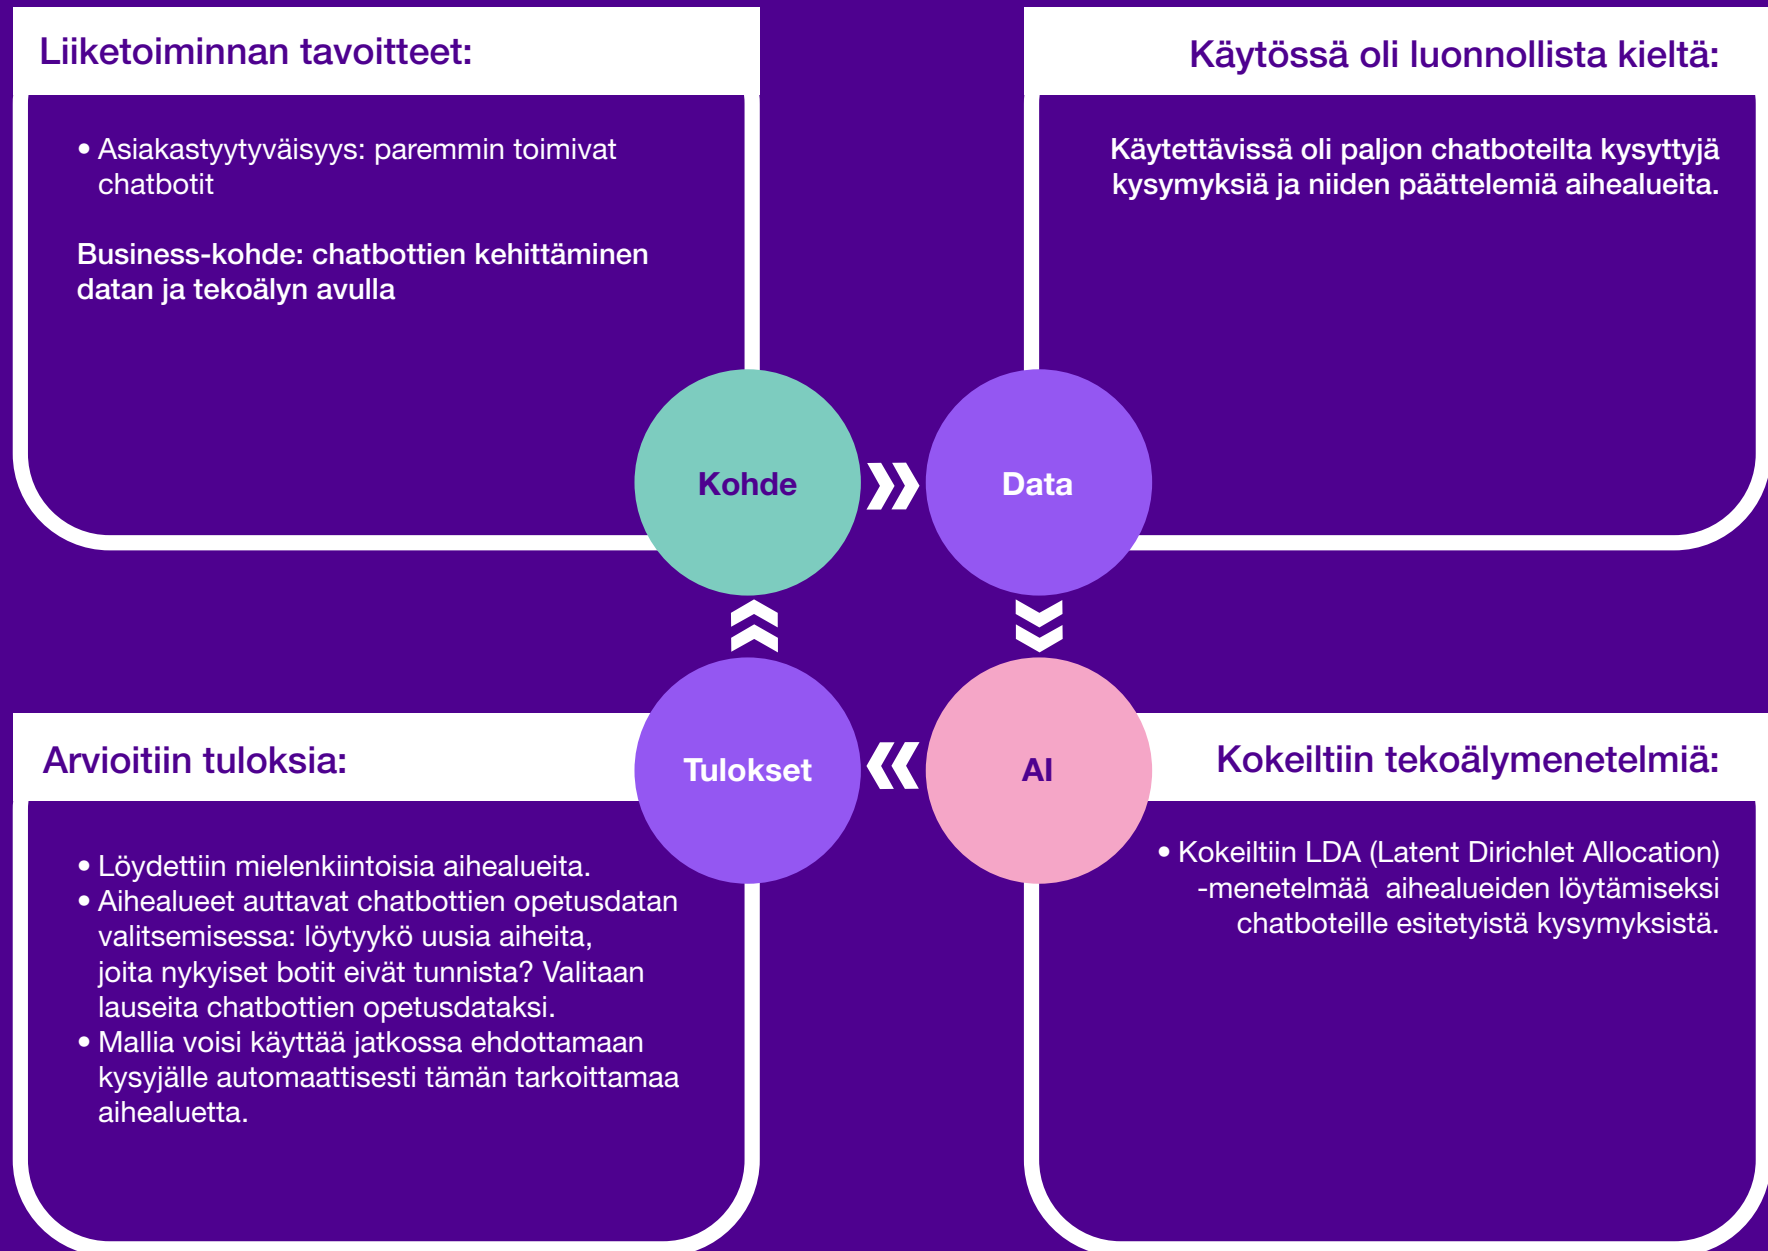 Liiketoiminnan tavoitteet:
• Asiakastyytyväisyys: paremmin toimivat
chatbotit
Business-kohde: chatbottien kehittäminen
datan ja tekoälyn avulla
Käytössä oli luonnollista kieltä:
Käytettävissä oli paljon chatboteilta kysyttyjä
kysymyksiä ja niiden päättelemiä aihealueita.
Kohde
Data
Tulokset
AI
Arvioitiin tuloksia:
• Löydettiin mielenkiintoisia aihealueita.
• Aihealueet auttavat chatbottien opetusdatan
valitsemisessa: löytyykö uusia aiheita,
joita nykyiset botit eivät tunnista? Valitaan
lauseita chatbottien opetusdataksi.
• Mallia voisi käyttää jatkossa ehdottamaan
kysyjälle automaattisesti tämän tarkoittamaa
aihealuetta.
Kokeiltiin tekoälymenetelmiä:
• Kokeiltiin LDA (Latent Dirichlet Allocation)
-menetelmää aihealueiden löytämiseksi
chatboteille esitetyistä kysymyksistä.